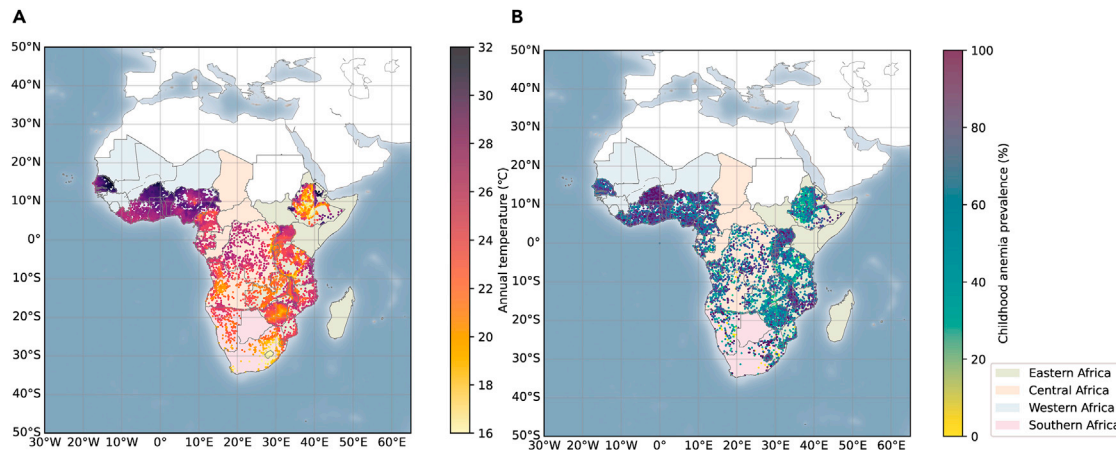 A
B
50°N
40°N
30°N
20°N
10°N
0°
10°S
20°S
30°S
40°S
50°S
30°W 20°W 10°W 0° 10°E 20°E 30°E 40°E 50°E 60°E
32
30
28
26
24
22
20
18
16
Annual temperature (°C)
50°N
40°N
30°N
20°N
10°N
0°
10°S
20°S
30°S
40°S
50°S
30°W 20°W 10°W 0° 10°E 20°E 30°E 40°E 50°E 60°E
100
80
60
40
20
0
Childhood anemia prevalence (%)
Eastern Africa
Central Africa
Western Africa
Southern Africa